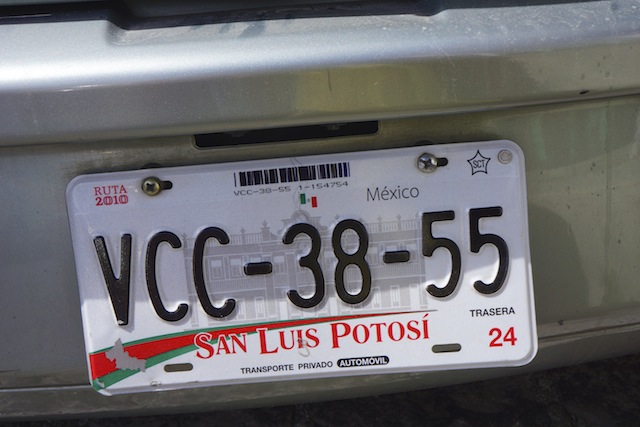 RUTA
2010
VCC-38-55 1-154754
México
SCT
VCC-38-55
SAN LUIS POTOSÍ
TRASERA
24
TRANSPORTE PRIVADO AUTOMÓVIL